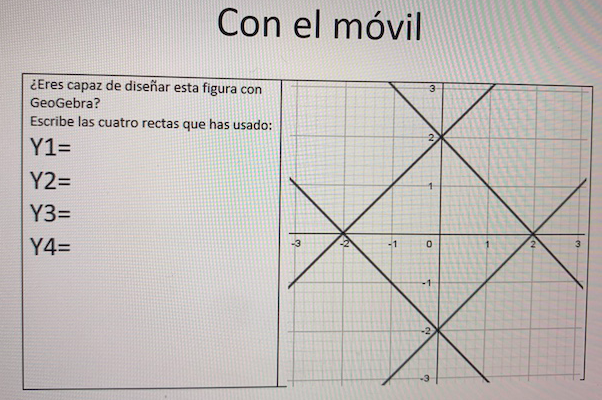 Con el móvil
¿Eres capaz de diseñar esta figura con
GeoGebra?
Escribe las cuatro rectas que has usado:
Y1=
Y2=
Y3=
Y4=
3
2
1
-3 -2 -1 0 1 2 3
-1
-2
-3